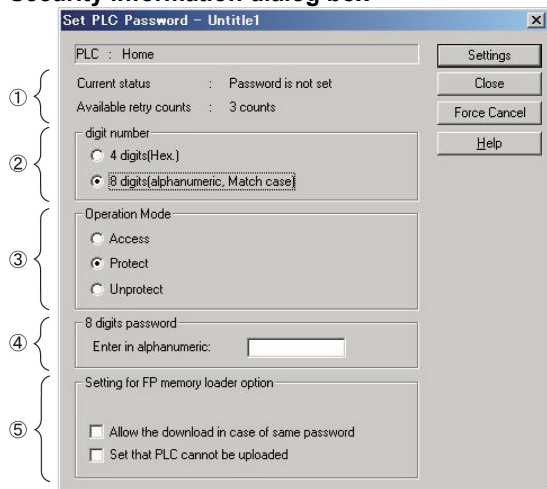 Security information dialog box
Set PLC Password - Untitle1
PLC : Home
Settings
① Current status : Password is not set
Close
Available retry counts : 3 counts
Force Cancel
② digit number
Help
4 digits(Hex.)
8 digits(alphanumeric, Match case)
③ Operation Mode
Access
Protect
Unprotect
④ 8 digits password
Enter in alphanumeric:
⑤ Setting for FP memory loader option
Allow the download in case of same password
Set that PLC cannot be uploaded